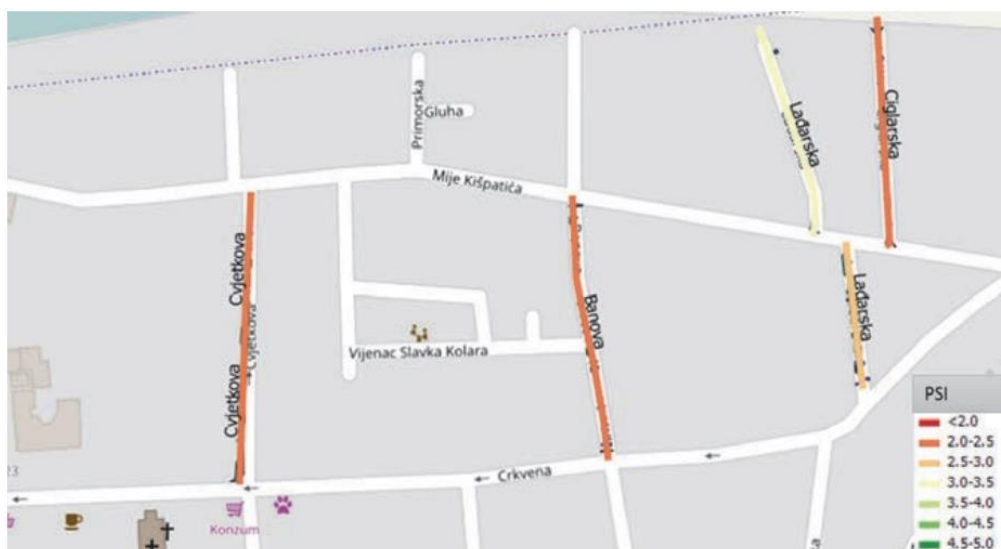 Primorska
Gluha
Mije Kišpatića
Lađarska
Ciglarska
Cvjetkova
Cvjetkova
Cvjetkova
Banova
Lađarska
Vijenac Slavka Kolara
Crkvena
Konzum
23
PSI
<2.0
2.0-2.5
2.5-3.0
3.0-3.5
3.5-4.0
4.0-4.5
4.5-5.0